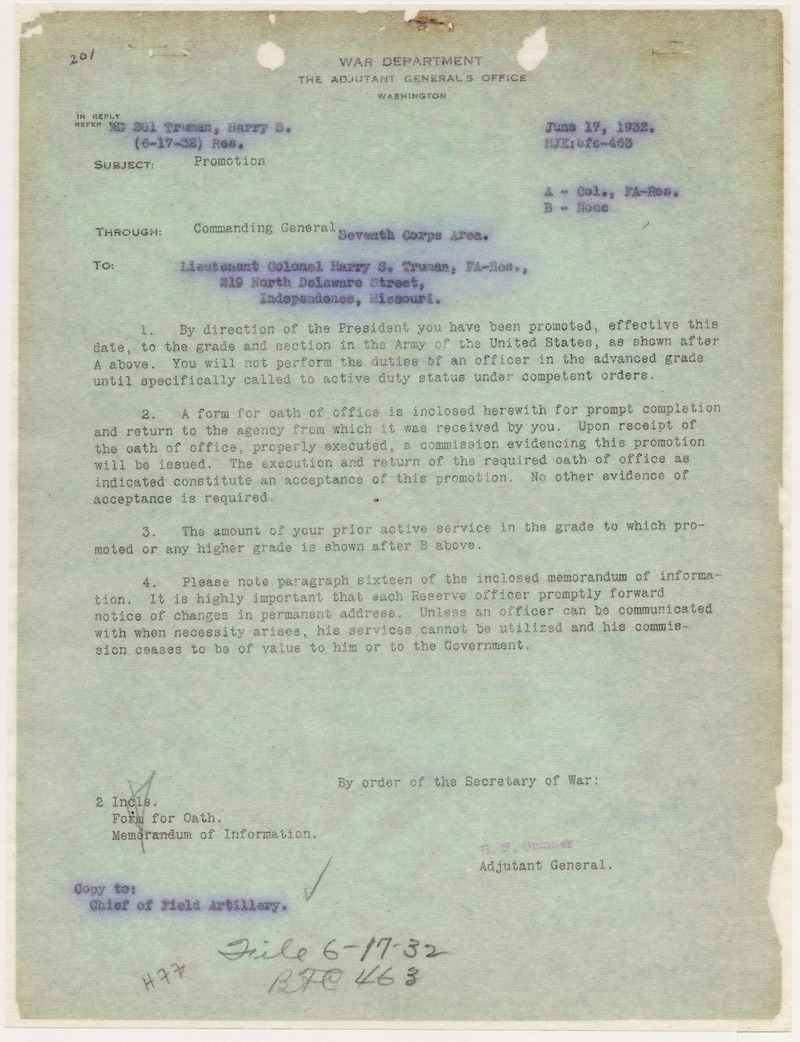 201
WAR DEPARTMENT
THE ADJUTANT GENERAL'S OFFICE
WASHINGTON
IN REPLY
REFER 201 Truman, Harry S.
(6-17-32) Res.
June 17, 1932.
MJK:bfc-463
SUBJECT: Promotion
A - Col., FA-Res.
B - None
THROUGH: Commanding General Seventh Corps Area.
TO: Lieutenant Colonel Harry S. Truman, FA-Res.,
219 North Delaware Street,
Independence, Missouri.
1. By direction of the President you have been promoted, effective this
date, to the grade and section in the Army of the United States, as shown after
A above. You will not perform the duties of an officer in the advanced grade
until specifically called to active duty status under competent orders.
2. A form for oath of office is inclosed herewith for prompt completion
and return to the agency from which it was received by you. Upon receipt of
the oath of office, properly executed, a commission evidencing this promotion
will be issued. The execution and return of the required oath of office as
indicated constitute an acceptance of this promotion. No other evidence of
acceptance is required.
3. The amount of your prior active service in the grade to which pro-
moted or any higher grade is shown after B above.
4. Please note paragraph sixteen of the inclosed memorandum of informa-
tion. It is highly important that each Reserve officer promptly forward
notice of changes in permanent address. Unless an officer can be communicated
with when necessity arises, his services cannot be utilized and his commis-
sion ceases to be of value to him or to the Government.
By order of the Secretary of War:
2 Incls.
Form for Oath.
Memorandum of Information.
Adjutant General.
Copy to:
Chief of Field Artillery.
File 6-17-32
BFC 463
H77